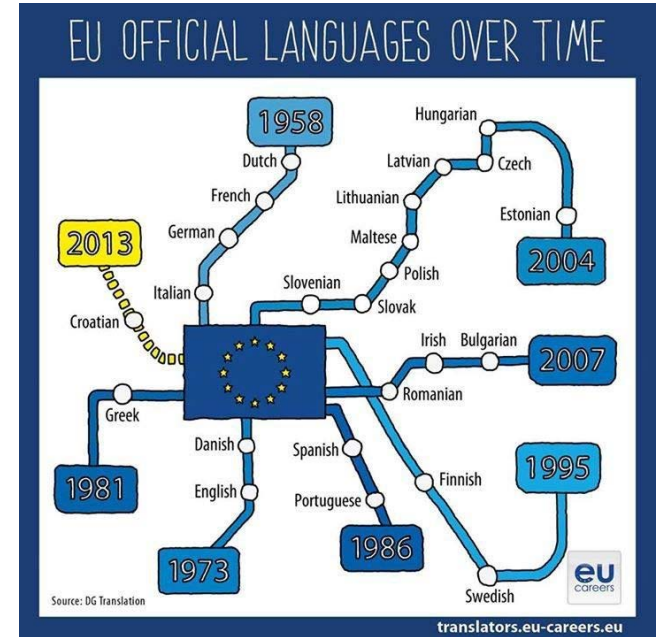 EU OFFICIAL LANGUAGES OVER TIME
1958
Dutch
French
German
Italian
2013
Croatian
Hungarian
Latvian
Czech
Lithuanian
Estonian
Maltese
2004
Polish
Slovenian
Slovak
Irish
Bulgarian
2007
Romanian
Greek
1981
Danish
English
1973
Spanish
Portuguese
1986
Finnish
1995
Swedish
eu
careers
Source: DG Translation
translators.eu-careers.eu